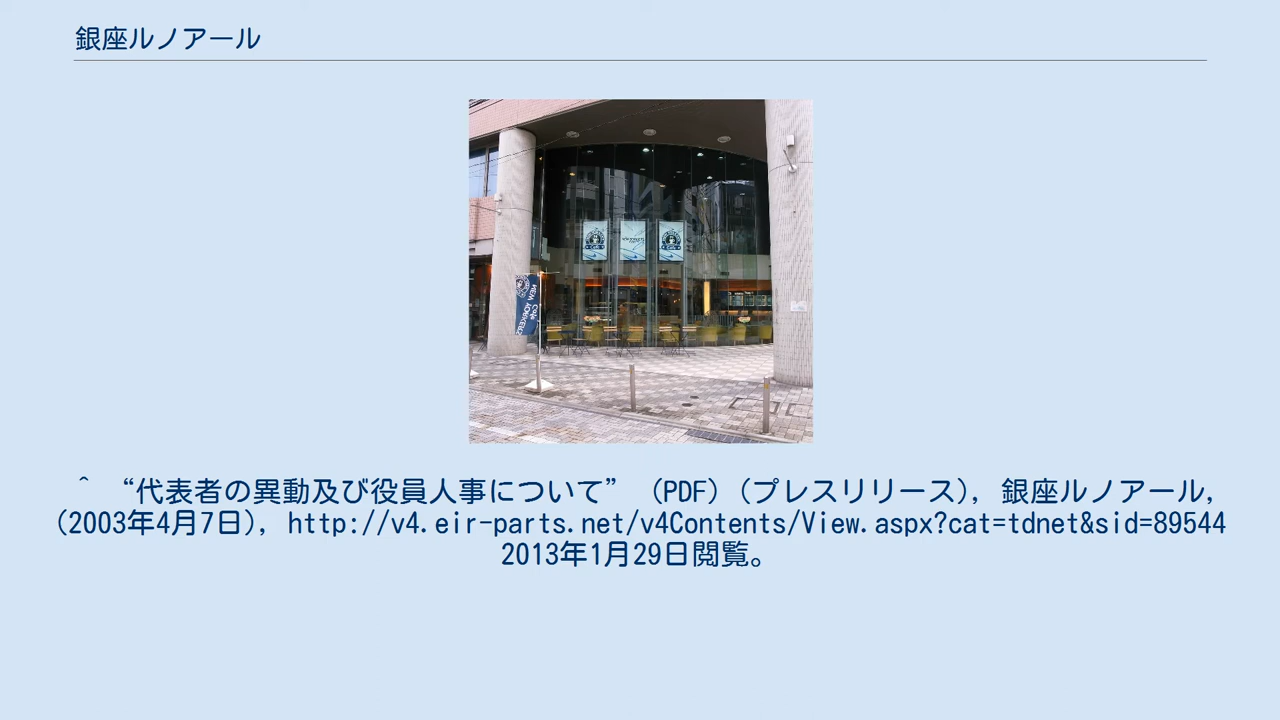 銀座ルノアール
NEW YORKER'S
Cafe
^ “代表者の異動及び役員人事について” (PDF) (プレスリリース), 銀座ルノアール,
(2003年4月7日), http://v4.eir-parts.net/v4Contents/View.aspx?cat=tdnet&sid=89544
2013年1月29日閲覧。